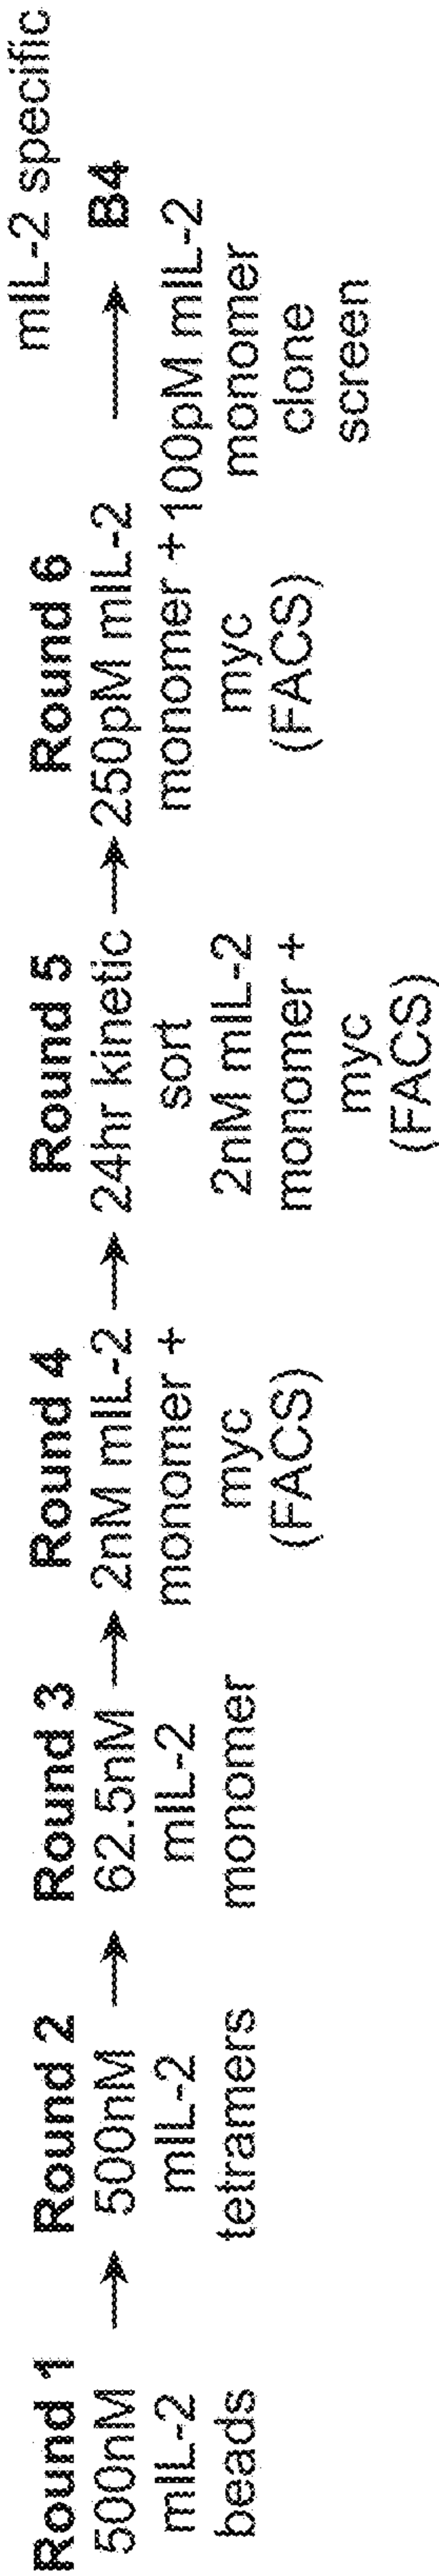 Round 1
500nM
mIL-2
beads
Round 2
500nM
mIL-2
tetramers
Round 3
62.5nM
mIL-2
monomer
Round 4
2nM mIL-2
monomer +
myc
(FACS)
Round 5
24hr kinetic
sort
2nM mIL-2
monomer +
myc
(FACS)
Round 6
250pM mIL-2
monomer +
myc
(FACS)
100pM mIL-2
monomer
clone
screen
mIL-2 specific
B4